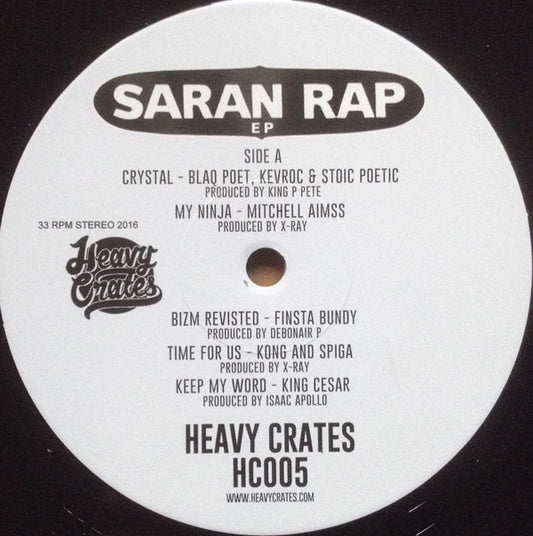 SARAN RAP
EP
SIDE A
CRYSTAL - BLAQ POET, KEVROC & STOIC POETIC
PRODUCED BY KING P PETE
MY NINJA - MITCHELL AIMSS
PRODUCED BY X-RAY
33 RPM STEREO 2016
Heavy
Crates
BIZM REVISTED - FINSTA BUNDY
PRODUCED BY DEBONAIR P
TIME FOR US - KONG AND SPIGA
PRODUCED BY X-RAY
KEEP MY WORD - KING CESAR
PRODUCED BY ISAAC APOLLO
HEAVY CRATES
HC005
WWW.HEAVYCRATES.COM